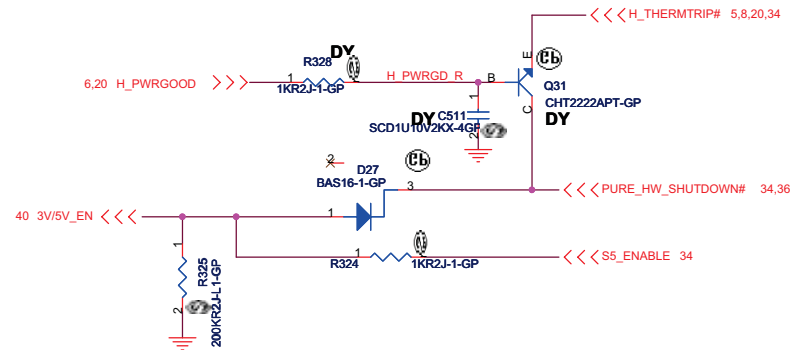 H_THERMTRIP# 5,8,20,34
DY
R328
6,20 H_PWRGOOD
1
1KR2J-1-GP
H_PWRGD_R
B
E
C
Q31
CHT2222APT-GP
DY
1
2
DY
C511
SCD1U10V2KX-4GP
2
D27
BAS16-1-GP
3
1
PURE_HW_SHUTDOWN# 34,36
40 3V/5V_EN
1
R324
1KR2J-1-GP
S5_ENABLE 34
1
2
R325
200KR2J-L1-GP